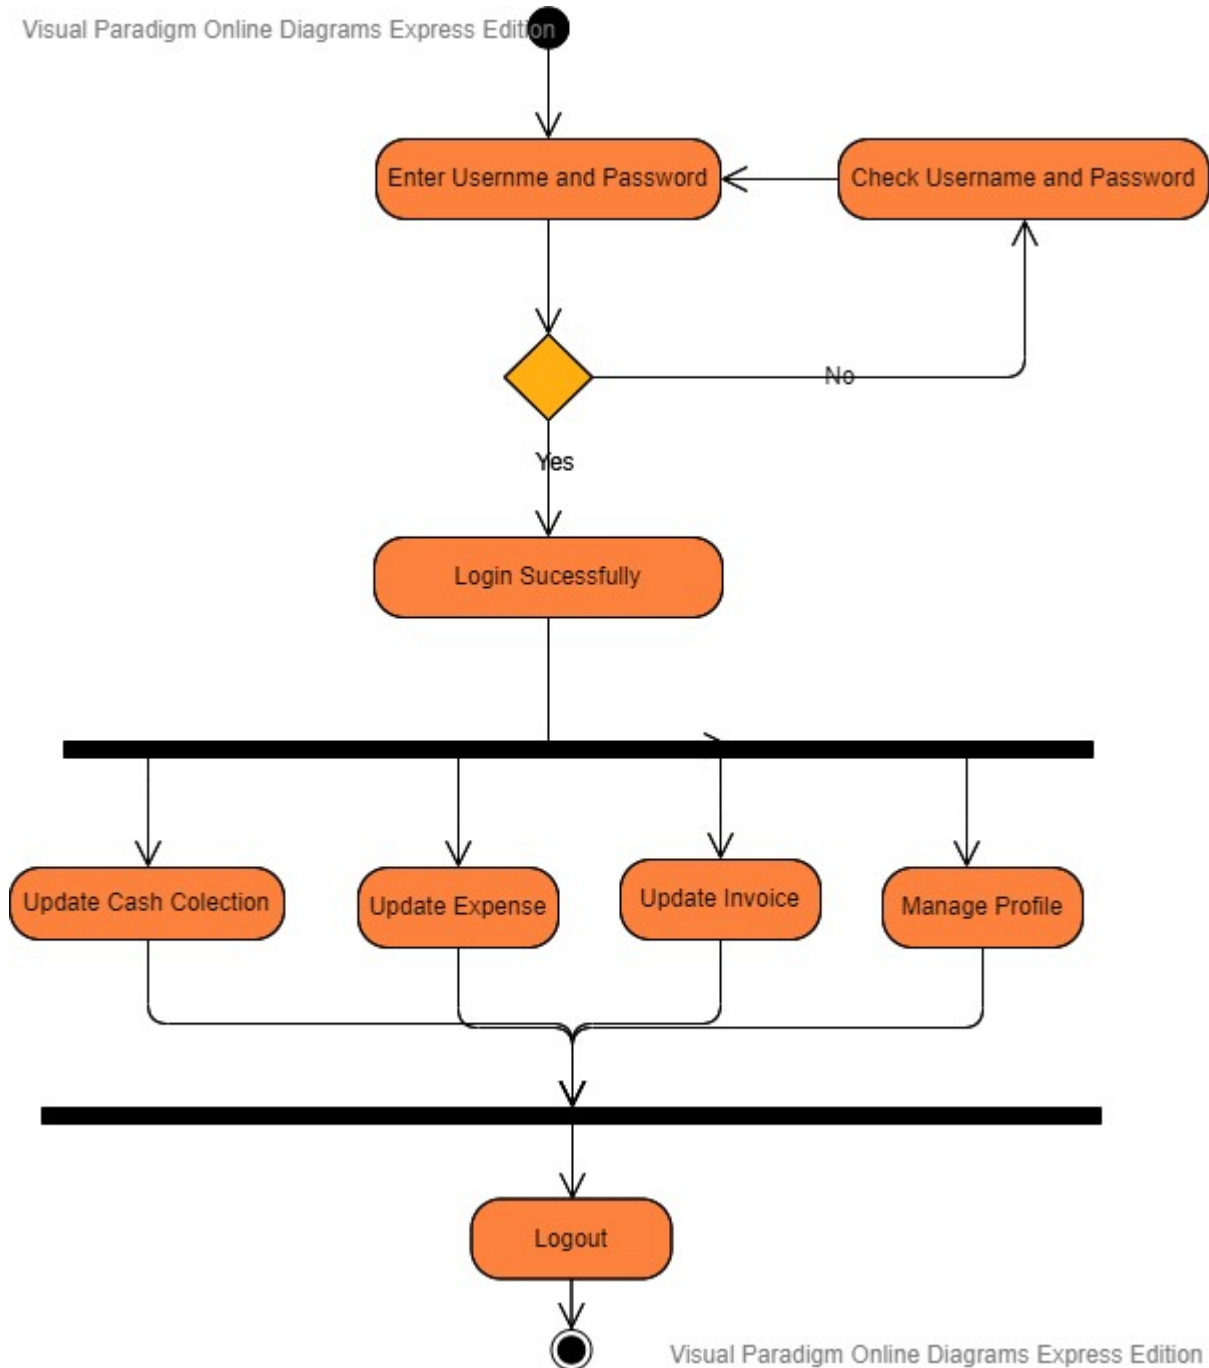 Visual Paradigm Online Diagrams Express Edition
Enter Usernme and Password
Check Username and Password
No
Yes
Login Sucessfully
Update Cash Colection
Update Expense
Update Invoice
Manage Profile
Logout
Visual Paradigm Online Diagrams Express Edition